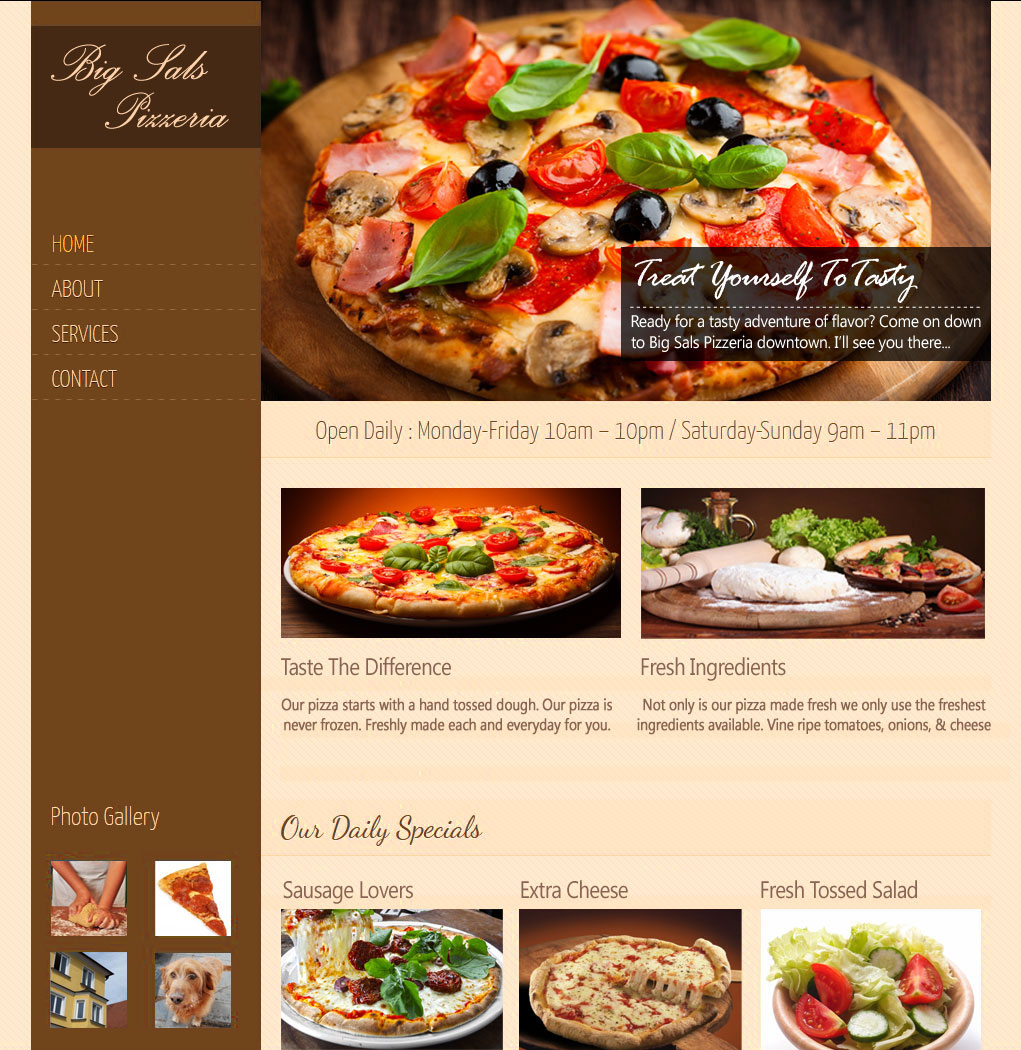 Big Sals
Pizzeria
HOME
ABOUT
SERVICES
CONTACT
Treat Yourself To Tasty
Ready for a tasty adventure of flavor? Come on down
to Big Sals Pizzeria downtown. I'll see you there...
Open Daily : Monday-Friday 10am – 10pm / Saturday-Sunday 9am – 11pm
Taste The Difference
Our pizza starts with a hand tossed dough. Our pizza is
never frozen. Freshly made each and everyday for you.
Fresh Ingredients
Not only is our pizza made fresh we only use the freshest
ingredients available. Vine ripe tomatoes, onions, & cheese
Photo Gallery
Our Daily Specials
Sausage Lovers
Extra Cheese
Fresh Tossed Salad